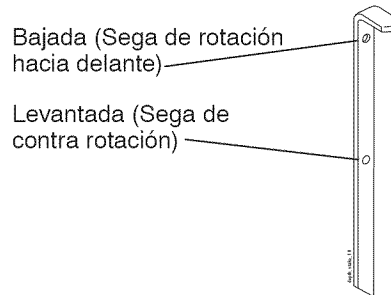 Bajada (Sega de rotación
hacia delante)
Levantada (Sega de
contra rotación)